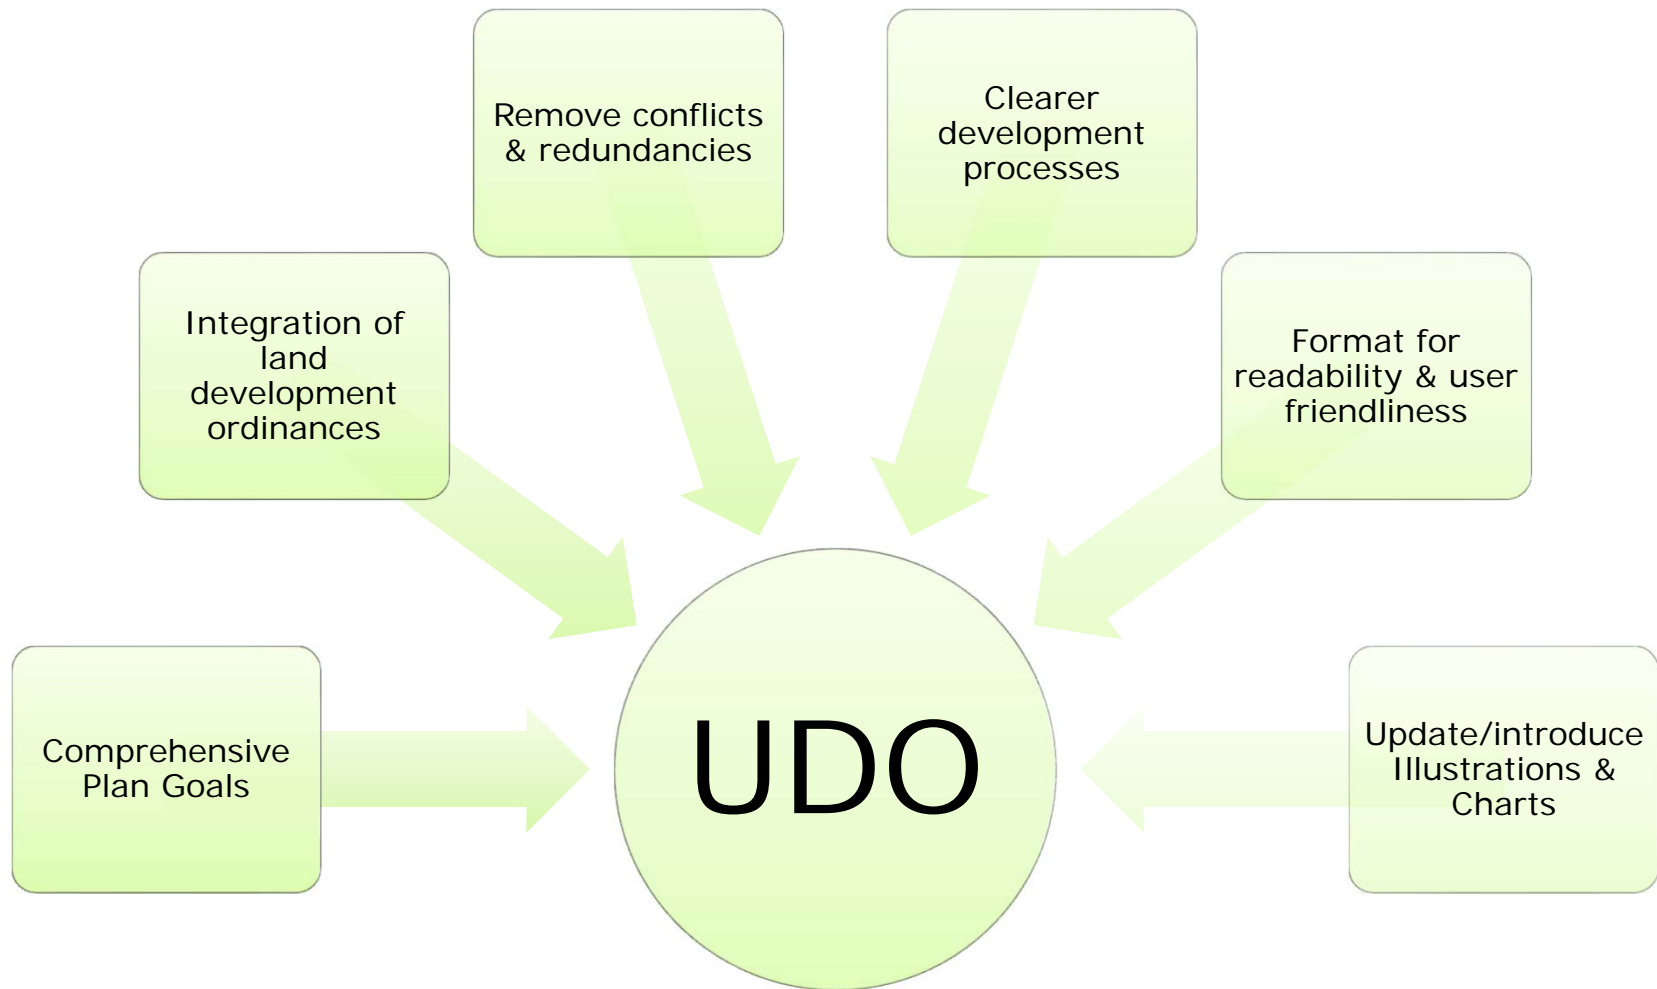 Remove conflicts
& redundancies
Clearer
development
processes
Integration of
land
development
ordinances
Format for
readability & user
friendliness
Comprehensive
Plan Goals
UDO
Update/introduce
Illustrations &
Charts